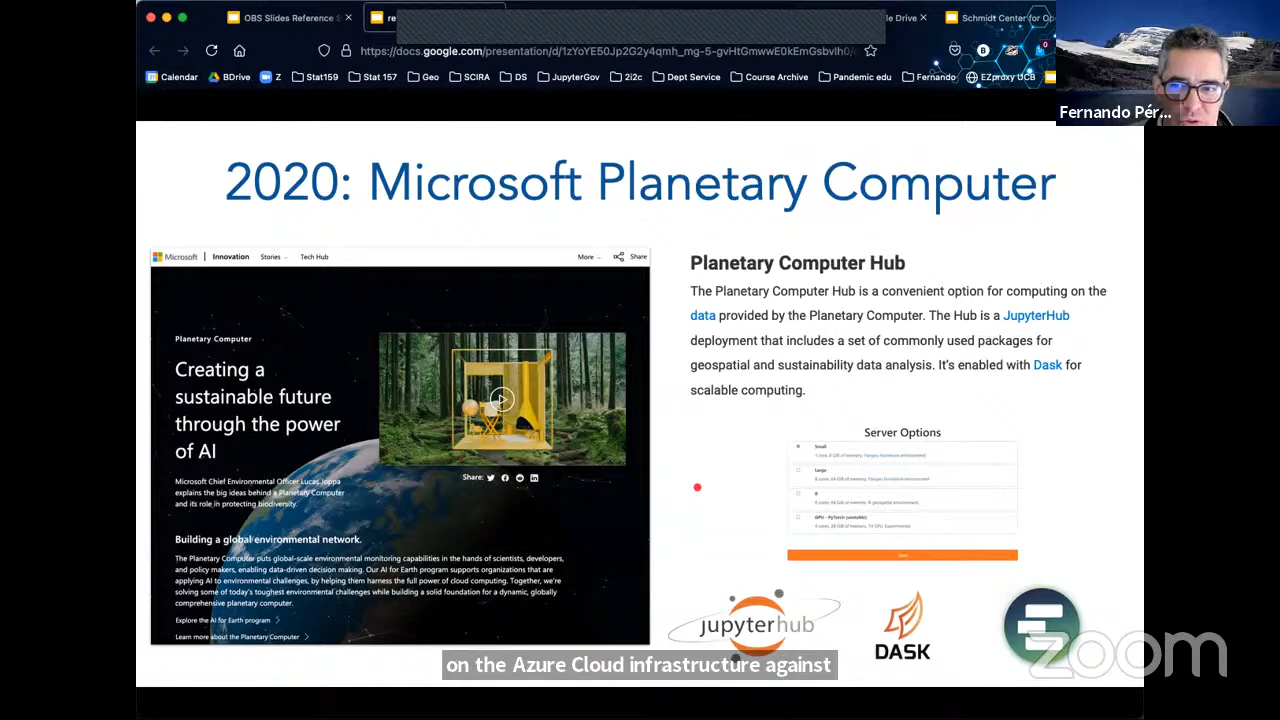 OBS Slides Reference S
re
le Drive
Schmidt Center for Op
https://docs.google.com/presentation/d/1zYoYE50Jp2G2y4qmh_mg-5-gvHtGmwwE0kEmGsbvlh0/
Calendar
BDrive
Z
Stat159
Stat 157
Geo
SCIRA
DS
JupyterGov
2i2c
Dept Service
Course Archive
Pandemic edu
Fernando
EZproxy UCB
Fernando Pér...
2020: Microsoft Planetary Computer
Microsoft | Innovation Stories Tech Hub More Share
Planetary Computer
Creating a
sustainable future
through the power
of AI
Microsoft Chief Environmental Officer Lucas Joppa
explains the big ideas behind a Planetary Computer
and its role in protecting biodiversity.
Share:
Building a global environmental network.
The Planetary Computer puts global-scale environmental monitoring capabilities in the hands of scientists, developers,
and policy makers, enabling data-driven decision making. Our AI for Earth program supports organizations that are
applying AI to environmental challenges, by helping them harness the full power of cloud computing. Together, we're
solving some of today's toughest environmental challenges while building a solid foundation for a dynamic, globally
comprehensive planetary computer.
Explore the AI for Earth program
Learn more about the Planetary Computer
Planetary Computer Hub
The Planetary Computer Hub is a convenient option for computing on the
data provided by the Planetary Computer. The Hub is a JupyterHub
deployment that includes a set of commonly used packages for
geospatial and sustainability data analysis. It's enabled with Dask for
scalable computing.
Server Options
Small
Large
R
GPU - PyTorch (unstable)
jupyterhub
DASK
on the Azure Cloud infrastructure against
zoom